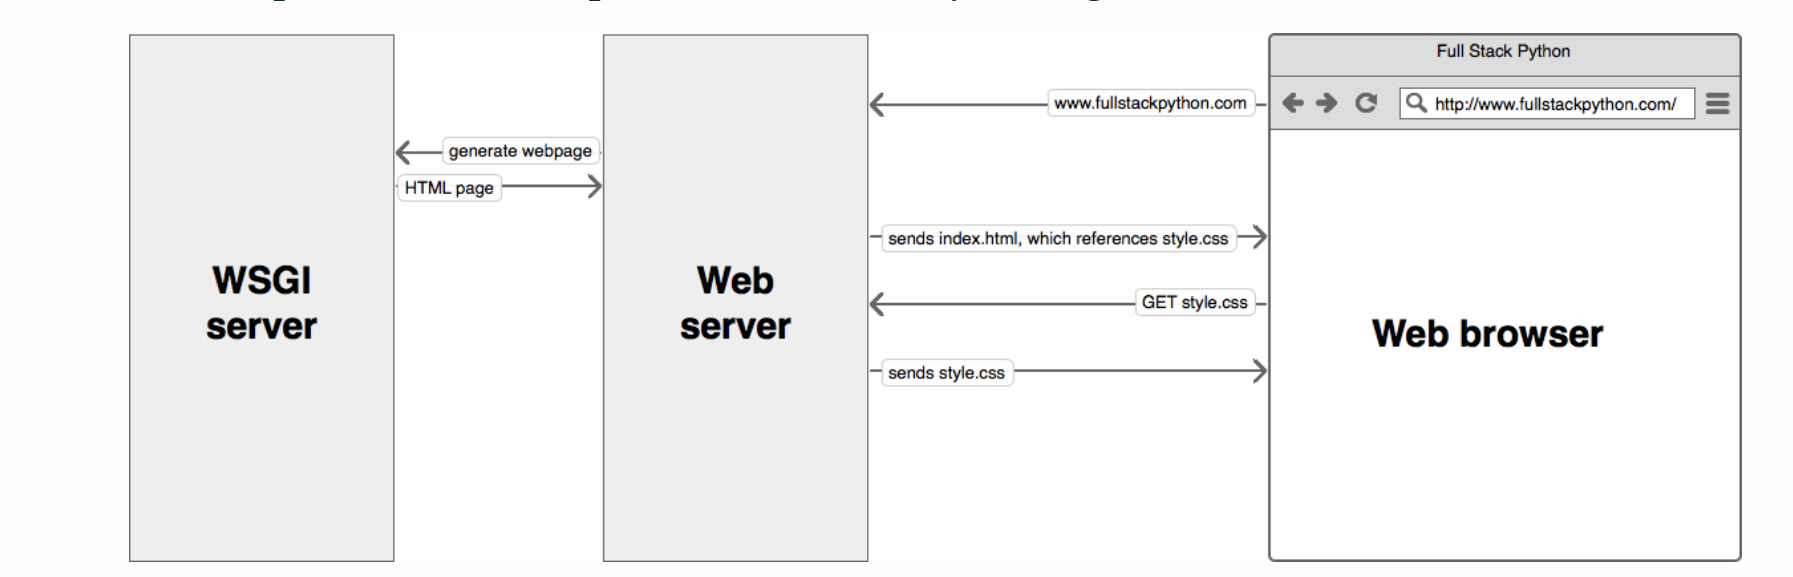 Full Stack Python
www.fullstackpython.com
http://www.fullstackpython.com/
generate webpage
HTML page
sends index.html, which references style.css
WSGI
server
Web
server
GET style.css
Web browser
sends style.css